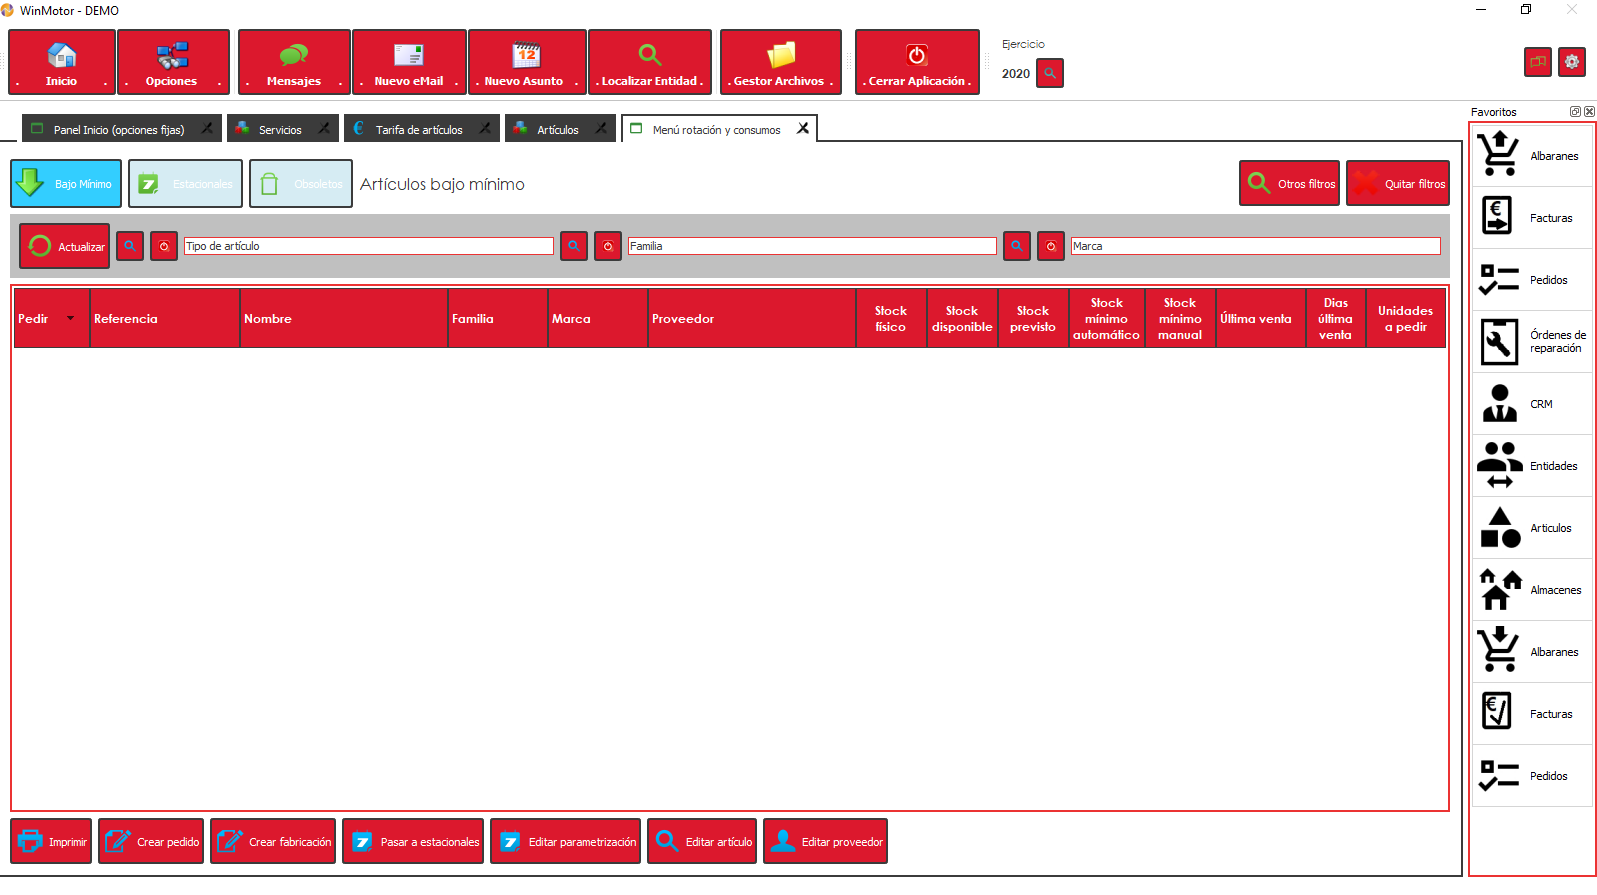 WinMotor - DEMO
. Inicio .
. Opciones .
. Mensajes .
. Nuevo eMail .
. Nuevo Asunto .
. Localizar Entidad .
. Gestor Archivos .
. Cerrar Aplicación .
Ejercicio
2020
Panel Inicio (opciones fijas)
Servicios
Tarifa de artículos
Artículos
Menú rotación y consumos
Favoritos
Bajo Mínimo
Estacionales
Obsoletos
Artículos bajo mínimo
Otros filtros
Quitar filtros
Actualizar
Tipo de artículo
Familia
Marca
Pedir
Referencia
Nombre
Familia
Marca
Proveedor
Stock
físico
Stock
disponible
Stock
previsto
Stock
mínimo
automático
Stock
mínimo
manual
Última venta
Dias
última
venta
Unidades
a pedir
Albaranes
Facturas
Pedidos
Órdenes de
reparación
CRM
Entidades
Articulos
Almacenes
Albaranes
Facturas
Pedidos
Imprimir
Crear pedido
Crear fabricación
Pasar a estacionales
Editar parametrización
Editar artículo
Editar proveedor